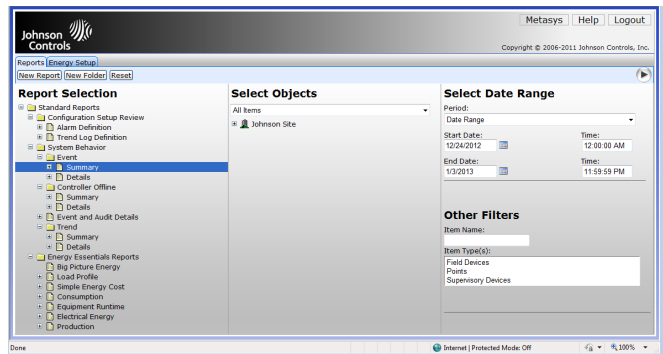 Johnson
Controls
Metasys Help Logout
Copyright © 2006-2011 Johnson Controls, Inc.
Reports Energy Setup
New Report New Folder Reset
Report Selection
Standard Reports
Configuration Setup Review
Alarm Definition
Trend Log Definition
System Behavior
Event
Summary
Details
Controller Offline
Summary
Details
Event and Audit Details
Trend
Summary
Details
Energy Essentials Reports
Big Picture Energy
Load Profile
Simple Energy Cost
Consumption
Equipment Runtime
Electrical Energy
Production
Select Objects
All Items
Johnson Site
Select Date Range
Period:
Date Range
Start Date: Time:
12/24/2012 12:00:00 AM
End Date: Time:
1/3/2013 11:59:59 PM
Other Filters
Item Name:
Item Type(s):
Field Devices
Points
Supervisory Devices
Done
Internet | Protected Mode: Off
100%